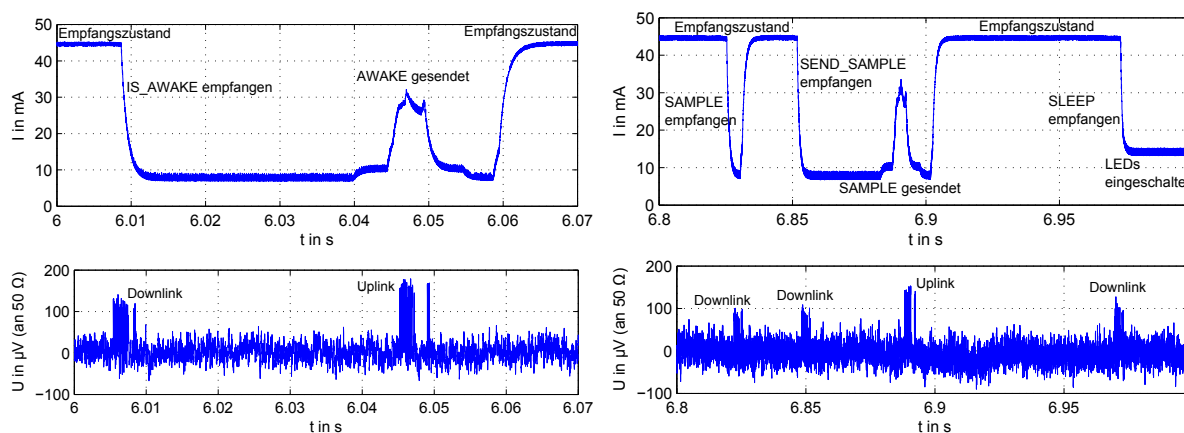 50
40
30
20
10
0
I in mA
Empfangszustand
Empfangszustand
IS_AWAKE empfangen
AWAKE gesendet
6
6.01
6.02
6.03
6.04
6.05
6.06
6.07
t in s
50
40
30
20
10
0
I in mA
Empfangszustand
Empfangszustand
SAMPLE
empfangen
SEND_SAMPLE
empfangen
SAMPLE gesendet
SLEEP
empfangen
LEDs
eingeschalte
6.8
6.85
6.9
6.95
t in s
200
100
0
−100
U in µV (an 50 Ω)
Downlink
Uplink
6
6.01
6.02
6.03
6.04
6.05
6.06
6.07
t in s
200
100
0
−100
U in µV (an 50 Ω)
Downlink
Downlink
Uplink
Downlink
6.8
6.85
6.9
6.95
t in s